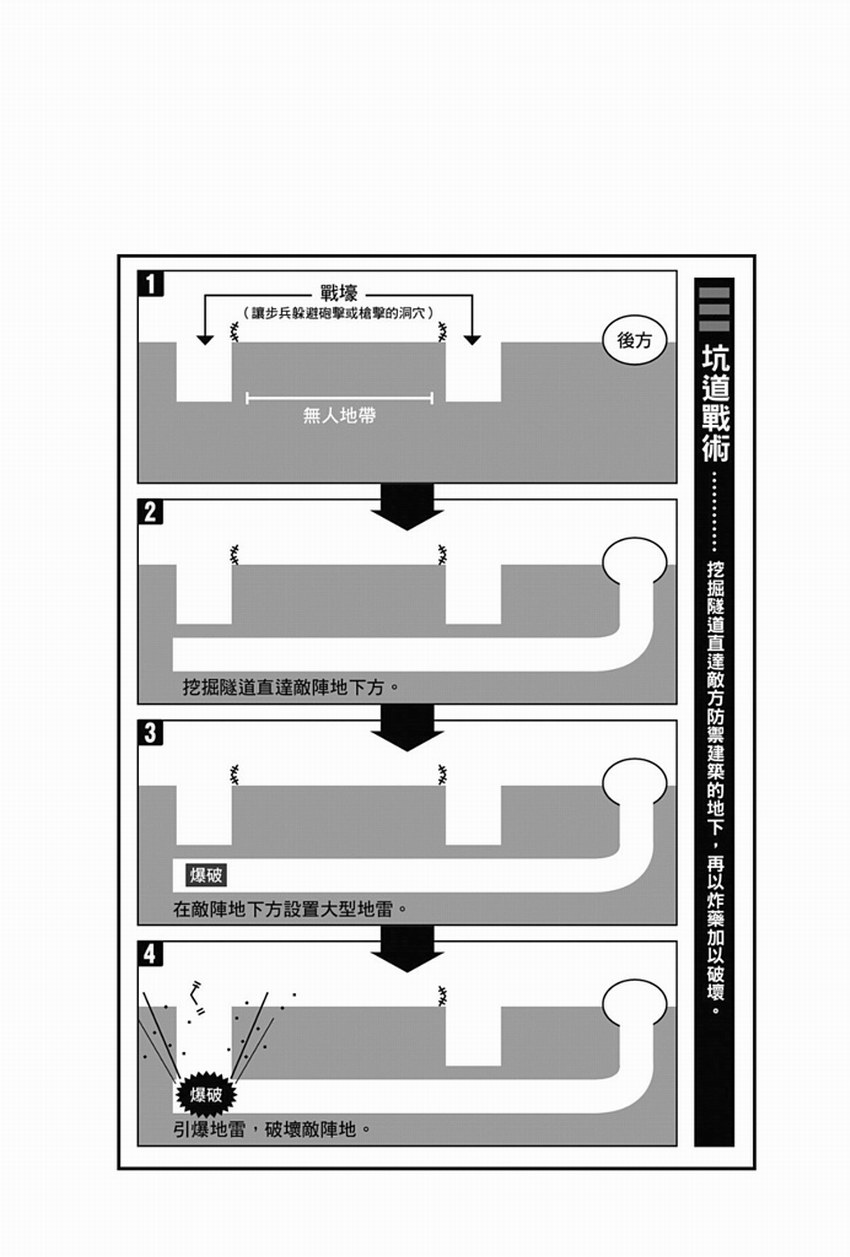 坑道戰術…………挖掘隧道直達敵方防禦建築的地下，再以炸藥加以破壞。
1
戰壕
（讓步兵躲避砲擊或槍擊的洞穴）
後方
無人地帶
2
挖掘隧道直達敵陣地下方。
3
爆破
在敵陣地下方設置大型地雷。
4
爆破
引爆地雷，破壞敵陣地。